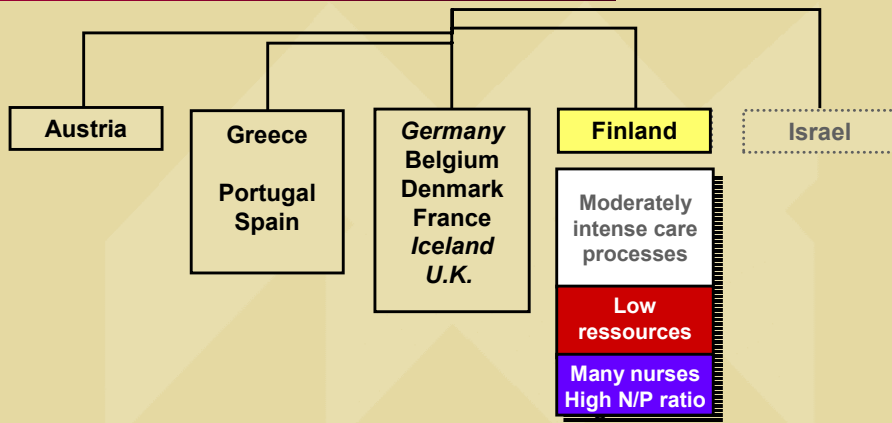 Austria
Greece
Portugal
Spain
Germany
Belgium
Denmark
France
Iceland
U.K.
Finland
Israel
Moderately
intense care
processes
Low
ressources
Many nurses
High N/P ratio